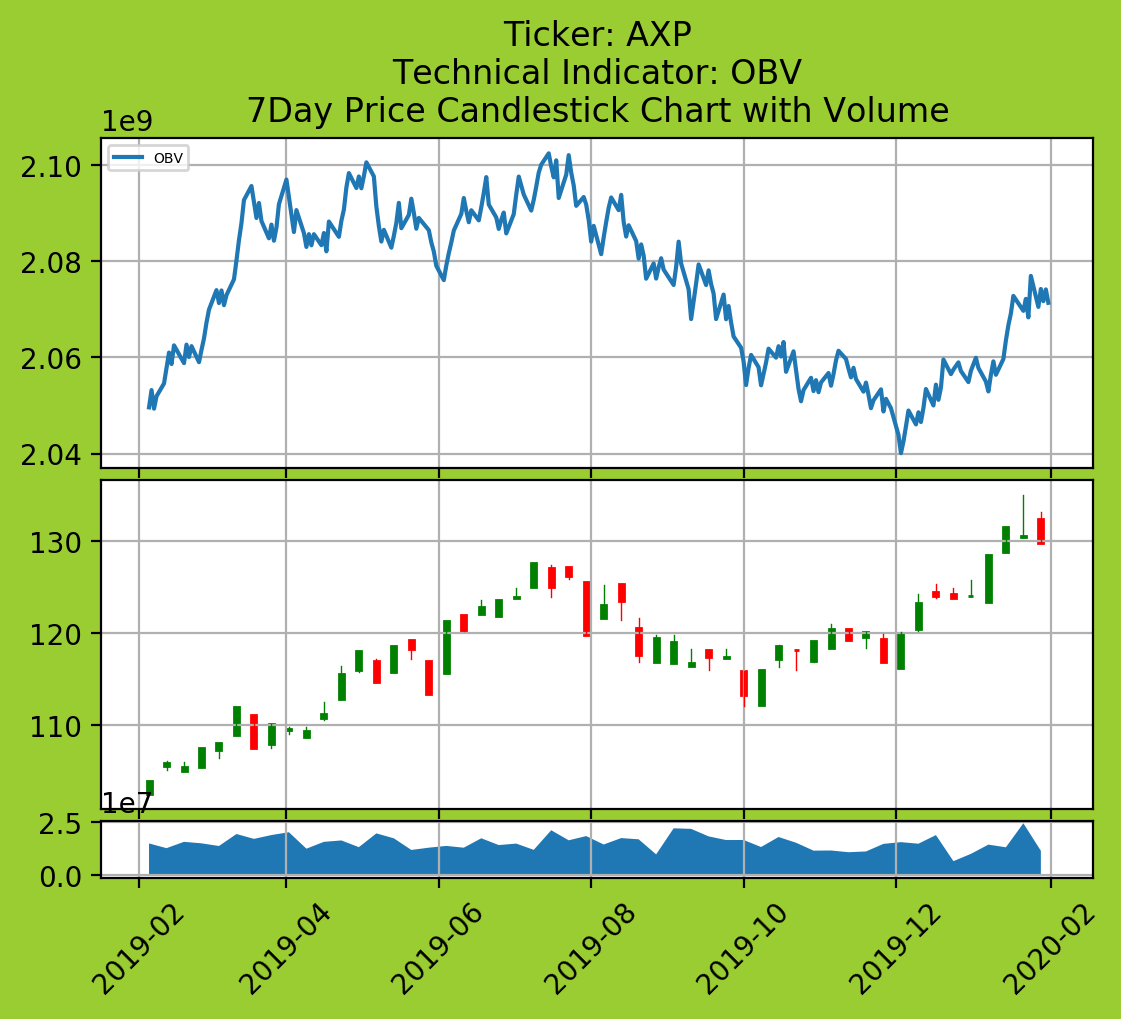 Ticker: AXP
Technical Indicator: OBV
7Day Price Candlestick Chart with Volume
1e9
OBV
2.10
2.08
2.06
2.04
130
120
110
1e7
2.5
0.0
2019-02
2019-04
2019-06
2019-08
2019-10
2019-12
2020-02